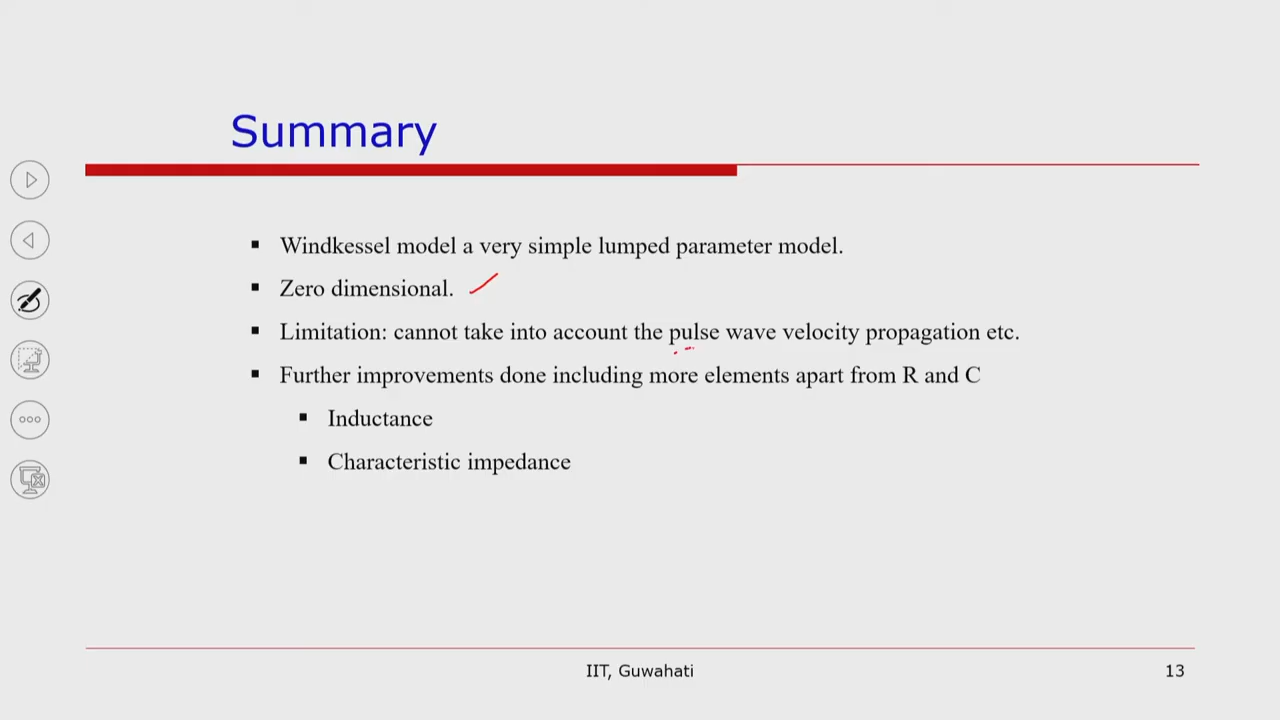 Summary
Windkessel model a very simple lumped parameter model.
Zero dimensional.
Limitation: cannot take into account the pulse wave velocity propagation etc.
Further improvements done including more elements apart from R and C
Inductance
Characteristic impedance
IIT, Guwahati
13